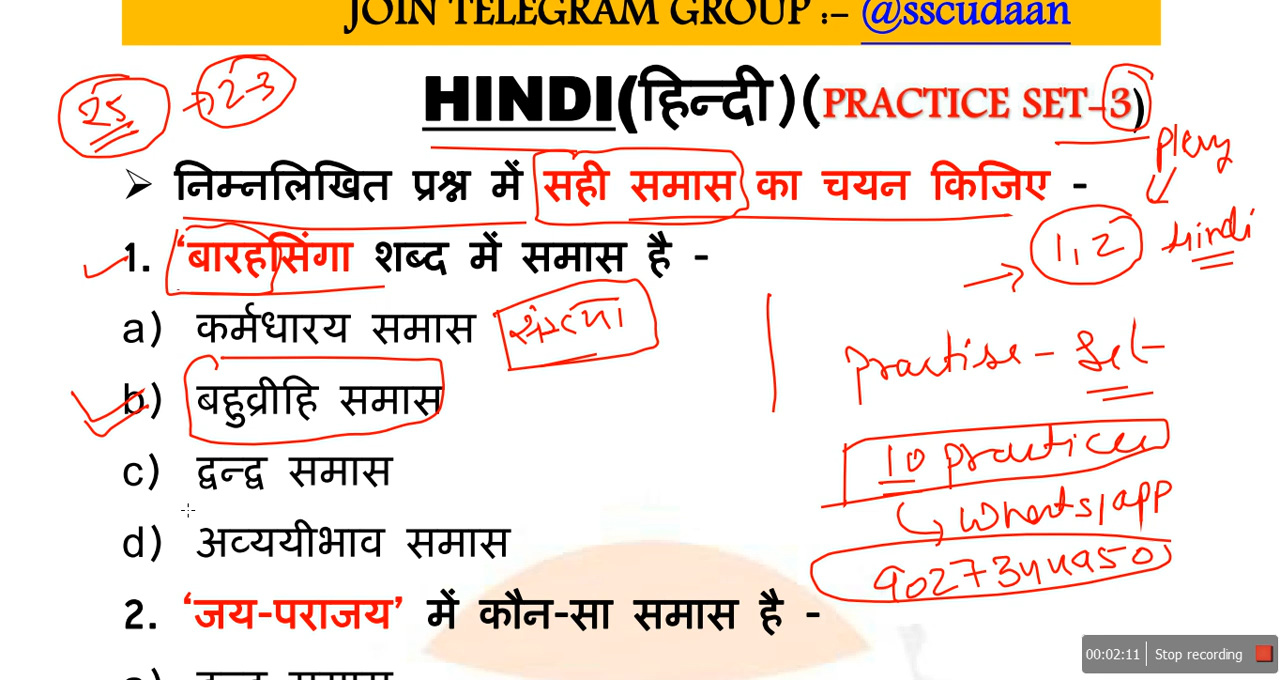 JOIN TELEGRAM GROUP :- @sscudaan
25 → 2-3
HINDI(हिन्दी)(PRACTICE SET-3)
➢ निम्नलिखित प्रश्न में सही समास का चयन किजिए -
1. 'बारहसिंगा शब्द में समास है -
1,2 Hindi
a) कर्मधारय समास संख्या
Practise - Set
b) बहुव्रीहि समास
10 Practice
c) द्वन्द्व समास
Whats/app
d) अव्ययीभाव समास
9027344950
2. 'जय-पराजय' में कौन-सा समास है -
00:02:11 Stop recording